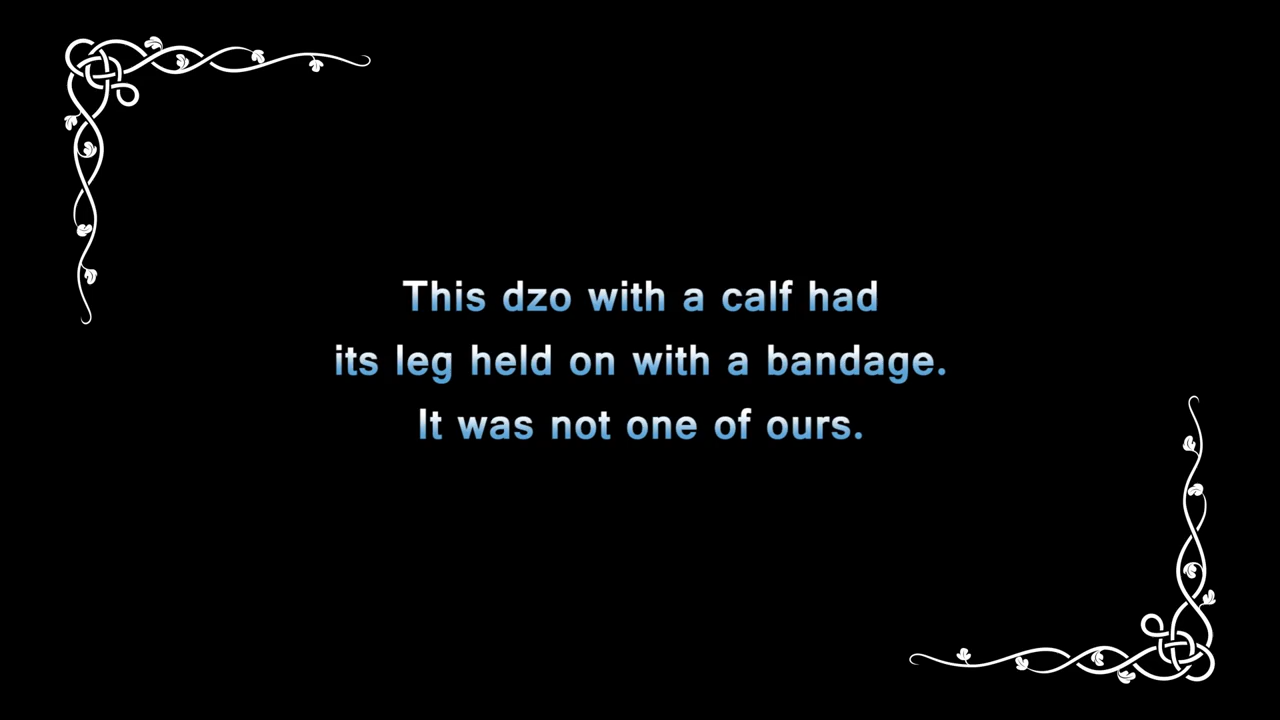 This dzo with a calf had
its leg held on with a bandage.
It was not one of ours.